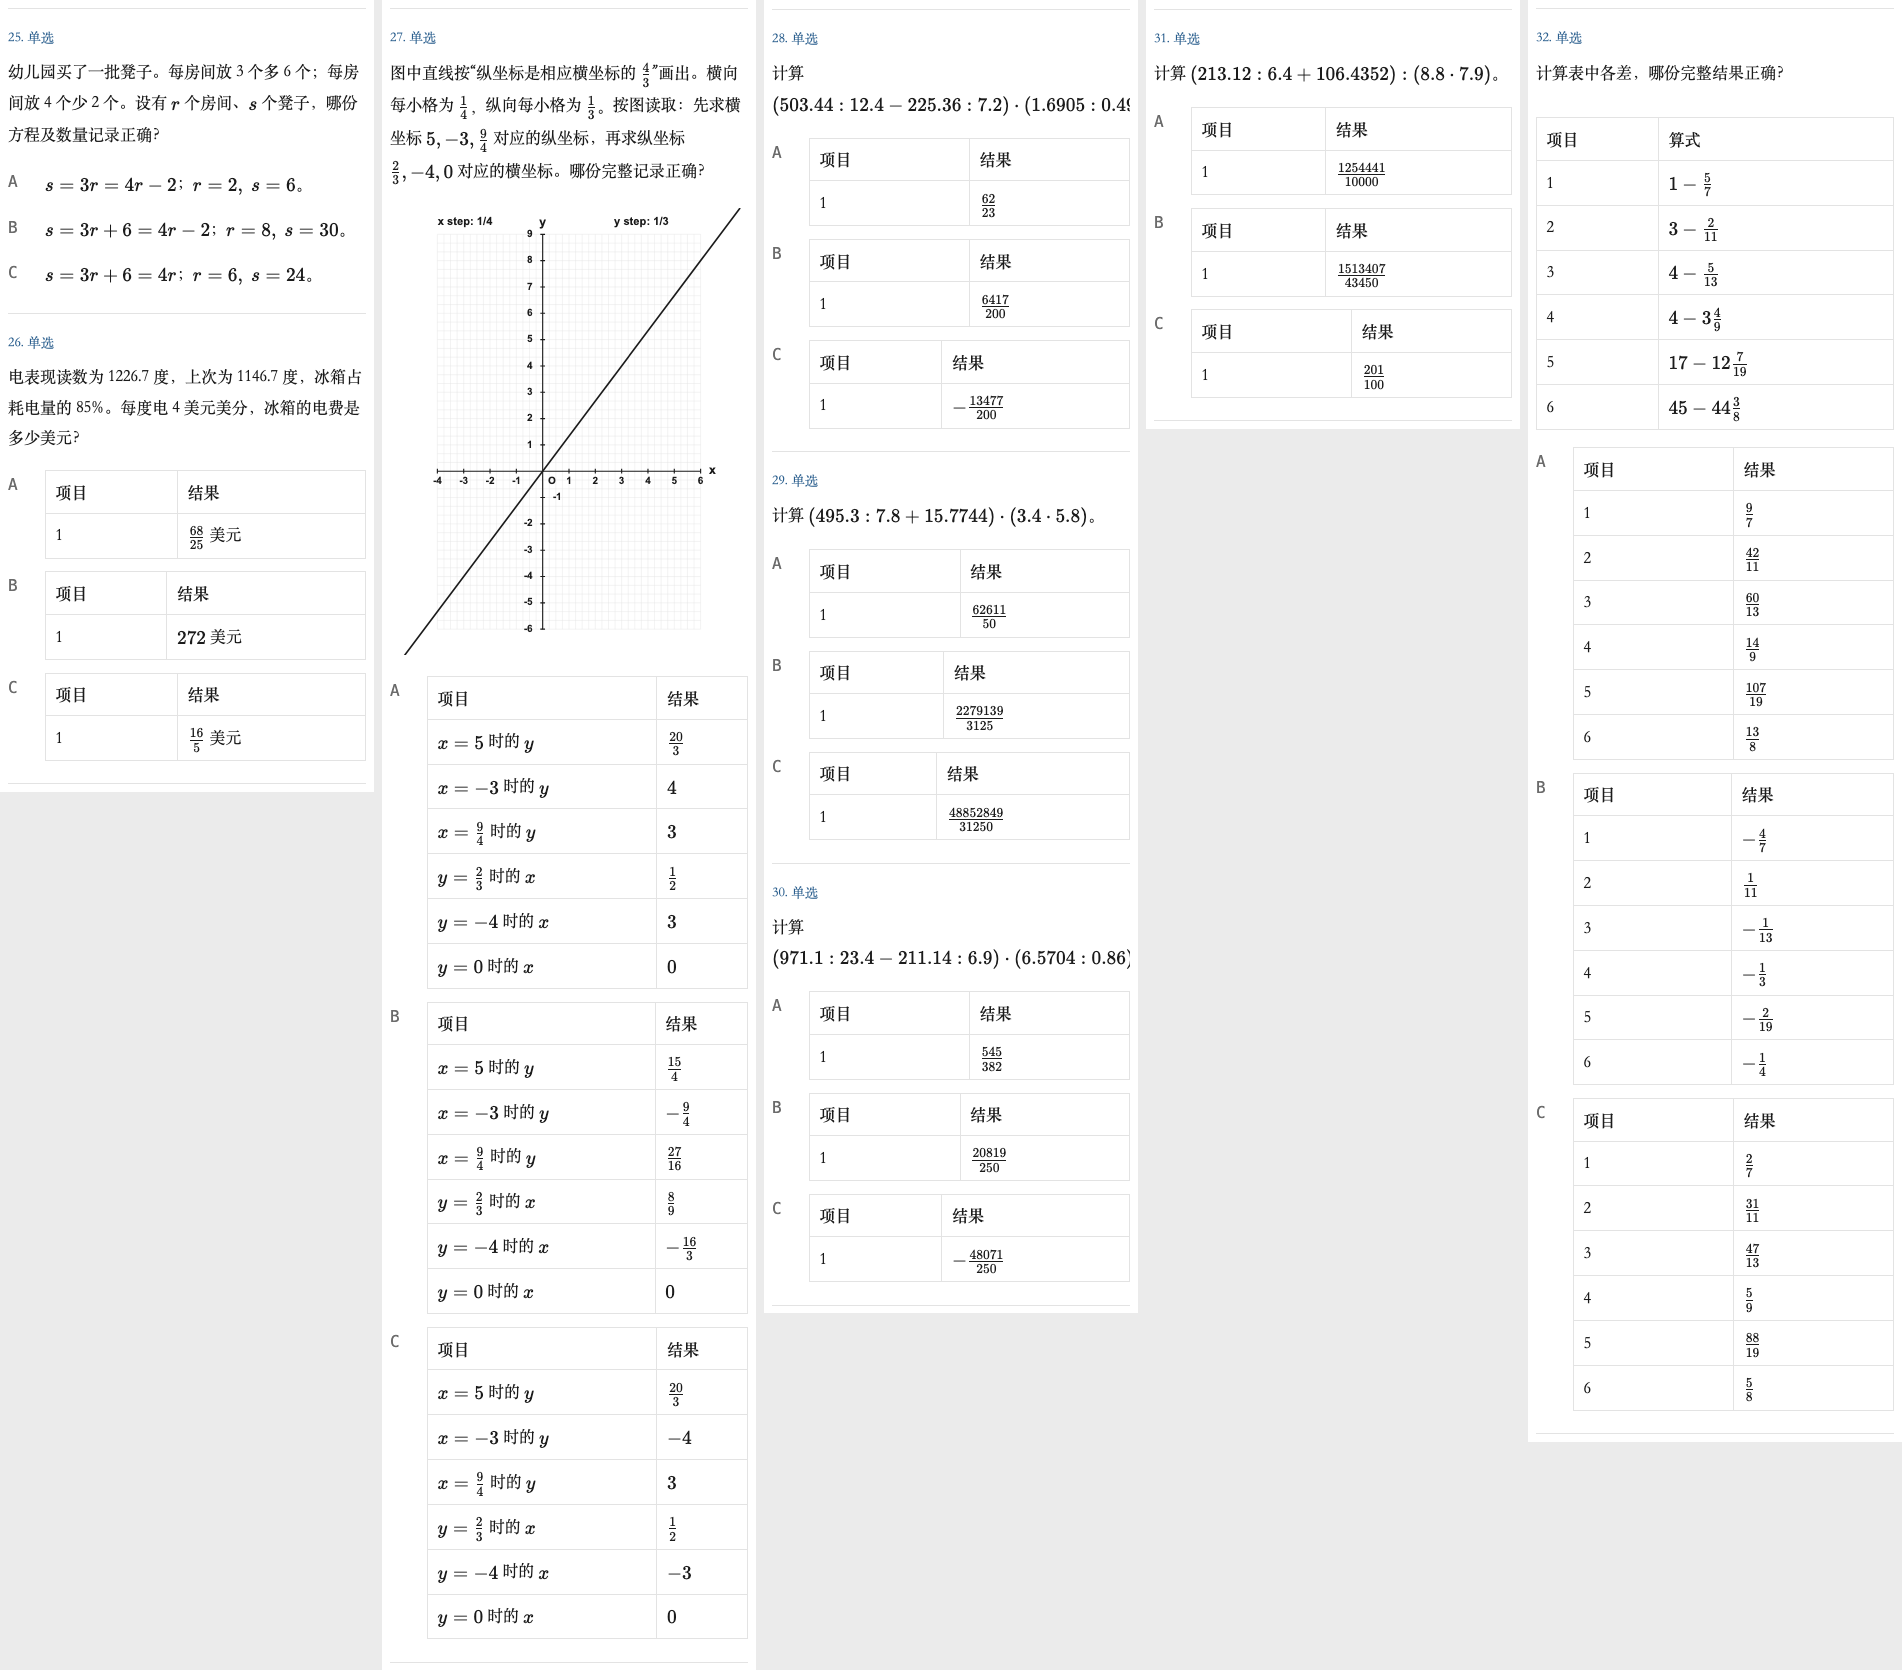 25. 单选
幼儿园买了一批凳子。每房间放 3 个多 6 个；每房
间放 4 个少 2 个。设有 r 个房间、s 个凳子，哪份
方程及数量记录正确？
A s = 3r = 4r − 2；r = 2, s = 6。
B s = 3r + 6 = 4r − 2；r = 8, s = 30。
C s = 3r + 6 = 4r；r = 6, s = 24。
26. 单选
电表现读数为 1226.7 度，上次为 1146.7 度，冰箱占
耗电量的 85%。每度电 4 美元美分，冰箱的电费是
多少美元？
A 项目 结果
1 68/25 美元
B 项目 结果
1 272 美元
C 项目 结果
1 16/5 美元
27. 单选
图中直线按“纵坐标是相应横坐标的 4/3”画出。横向
每小格为 1/4，纵向每小格为 1/3。按图读取：先求横
坐标 5, −3, 9/4 对应的纵坐标，再求纵坐标
2/3, −4, 0 对应的横坐标。哪份完整记录正确？
x step: 1/4 y y step: 1/3
9
8
7
6
5
4
3
2
1
-4 -3 -2 -1 O 1 2 3 4 5 6 x
-1
-2
-3
-4
-5
-6
A 项目 结果
x = 5 时的 y 20/3
x = −3 时的 y 4
x = 9/4 时的 y 3
y = 2/3 时的 x 1/2
y = −4 时的 x 3
y = 0 时的 x 0
B 项目 结果
x = 5 时的 y 15/4
x = −3 时的 y −9/4
x = 9/4 时的 y 27/16
y = 2/3 时的 x 8/9
y = −4 时的 x −16/3
y = 0 时的 x 0
C 项目 结果
x = 5 时的 y 20/3
x = −3 时的 y −4
x = 9/4 时的 y 3
y = 2/3 时的 x 1/2
y = −4 时的 x −3
y = 0 时的 x 0
28. 单选
计算
(503.44 : 12.4 − 225.36 : 7.2) · (1.6905 : 0.49
A 项目 结果
1 62/23
B 项目 结果
1 6417/200
C 项目 结果
1 −13477/200
29. 单选
计算 (495.3 : 7.8 + 15.7744) · (3.4 · 5.8)。
A 项目 结果
1 62611/50
B 项目 结果
1 2279139/3125
C 项目 结果
1 48852849/31250
30. 单选
计算
(971.1 : 23.4 − 211.14 : 6.9) · (6.5704 : 0.86)
A 项目 结果
1 545/382
B 项目 结果
1 20819/250
C 项目 结果
1 −48071/250
31. 单选
计算 (213.12 : 6.4 + 106.4352) : (8.8 · 7.9)。
A 项目 结果
1 1254441/10000
B 项目 结果
1 1513407/43450
C 项目 结果
1 201/100
32. 单选
计算表中各差，哪份完整结果正确？
项目 算式
1 1 − 5/7
2 3 − 2/11
3 4 − 5/13
4 4 − 3 4/9
5 17 − 12 7/19
6 45 − 44 3/8
A 项目 结果
1 9/7
2 42/11
3 60/13
4 14/9
5 107/19
6 13/8
B 项目 结果
1 −4/7
2 1/11
3 −1/13
4 −1/3
5 −2/19
6 −1/4
C 项目 结果
1 2/7
2 31/11
3 47/13
4 5/9
5 88/19
6 5/8